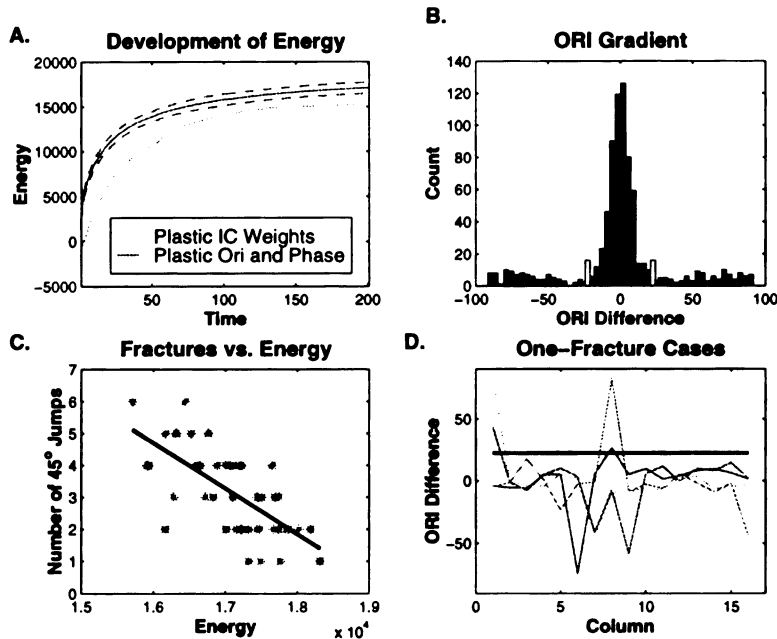 A.
Development of Energy
20000
15000
10000
5000
0
−5000
Energy
Plastic IC Weights
Plastic Ori and Phase
50
100
150
200
Time
B.
ORI Gradient
140
120
100
80
60
40
20
0
Count
−100
−50
0
50
100
ORI Difference
C.
Fractures vs. Energy
7
6
5
4
3
2
1
0
Number of 45° Jumps
1.5
1.6
1.7
1.8
1.9
Energy
x 10⁴
D.
One−Fracture Cases
50
0
−50
ORI Difference
0
5
10
15
Column